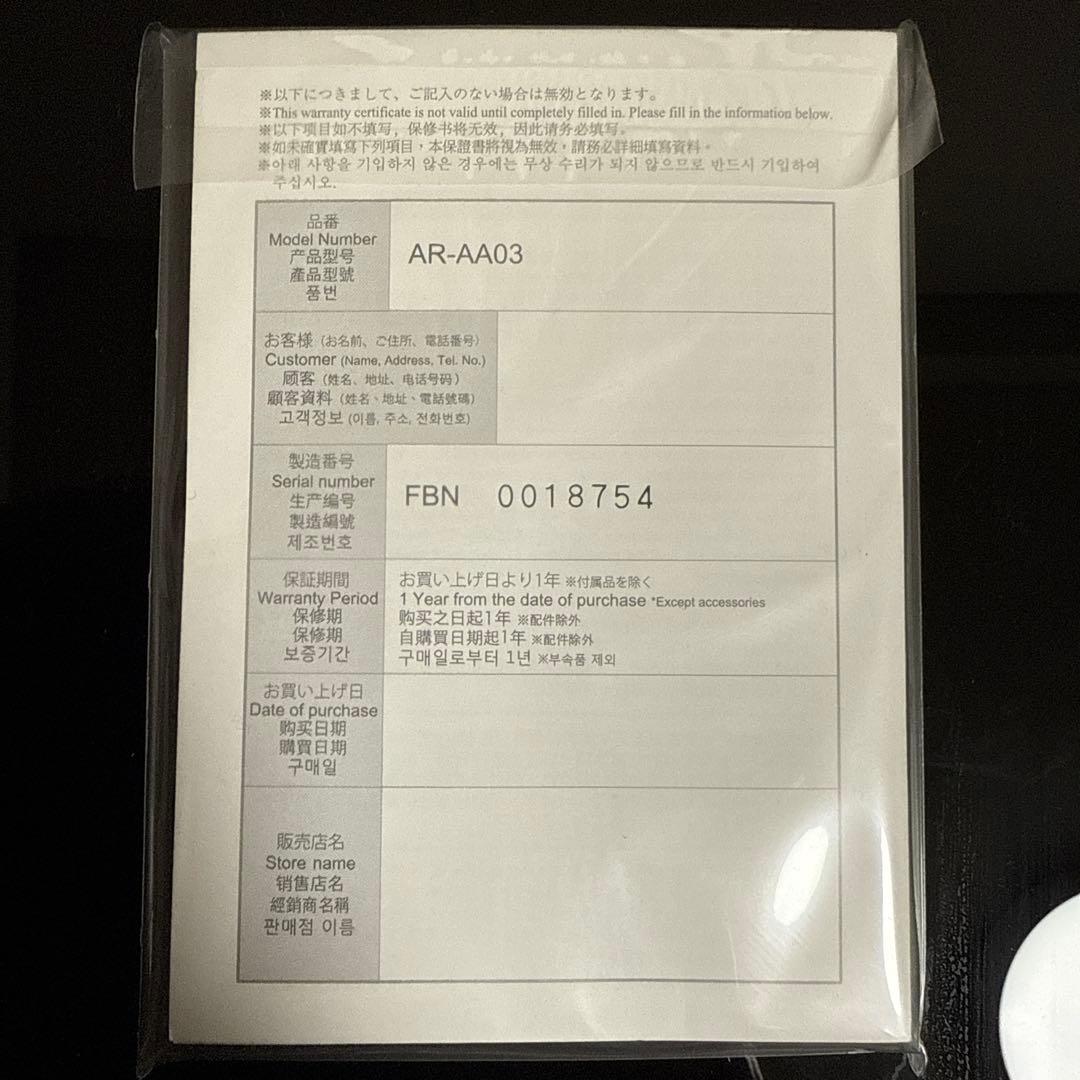 ※以下につきまして、ご記入のない場合は無効となります。
※This warranty certificate is not valid until completely filled in. Please fill in the information below.
※以下项目如不填写，保修书将无效，因此请务必填写。
※如未確實填寫下列項目，本保證書將視為無效，請務必詳細填寫資料。
※아래 사항을 기입하지 않은 경우에는 무상 수리가 되지 않으므로 반드시 기입하여
주십시오.
品番
Model Number
产品型号
產品型號
품번
AR-AA03
お客様（お名前、ご住所、電話番号）
Customer (Name, Address, Tel. No.)
顾客（姓名、地址、电话号码）
顧客資料（姓名、地址、電話號碼）
고객정보 (이름, 주소, 전화번호)
製造番号
Serial number
生产编号
製造編號
제조번호
FBN 0018754
保証期間
Warranty Period
保修期
保修期
보증기간
お買い上げ日より1年 ※付属品を除く
1 Year from the date of purchase *Except accessories
购买之日起1年 ※配件除外
自購買日期起1年 ※配件除外
구매일로부터 1년 ※부속품 제외
お買い上げ日
Date of purchase
购买日期
購買日期
구매일
販売店名
Store name
销售店名
經銷商名稱
판매점 이름